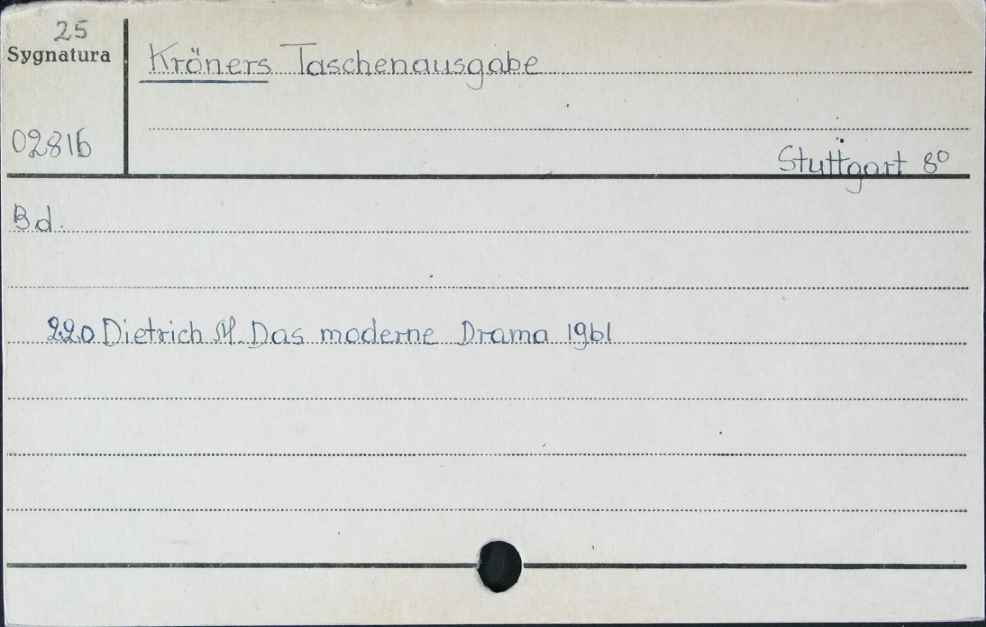 25
Sygnatura
Kröners Taschenausgabe
02816
Stuttgart 8°
Bd.
220 Dietrich M. Das moderne Drama 1961